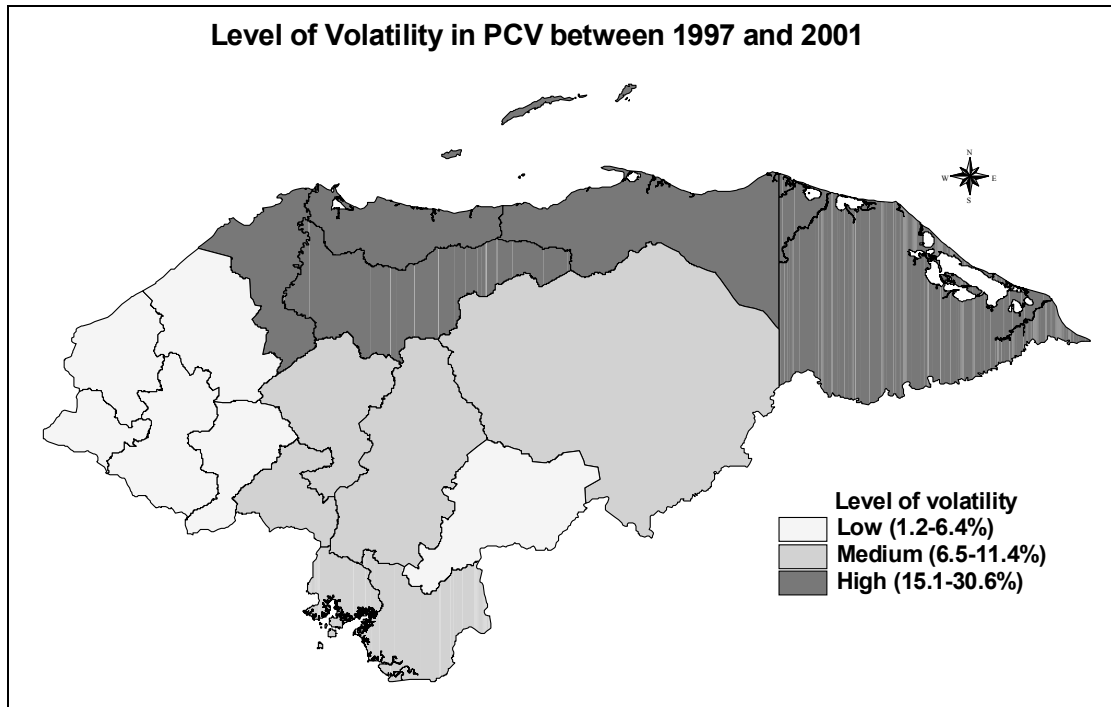 Level of Volatility in PCV between 1997 and 2001
N
W E
S
Level of volatility
Low (1.2-6.4%)
Medium (6.5-11.4%)
High (15.1-30.6%)